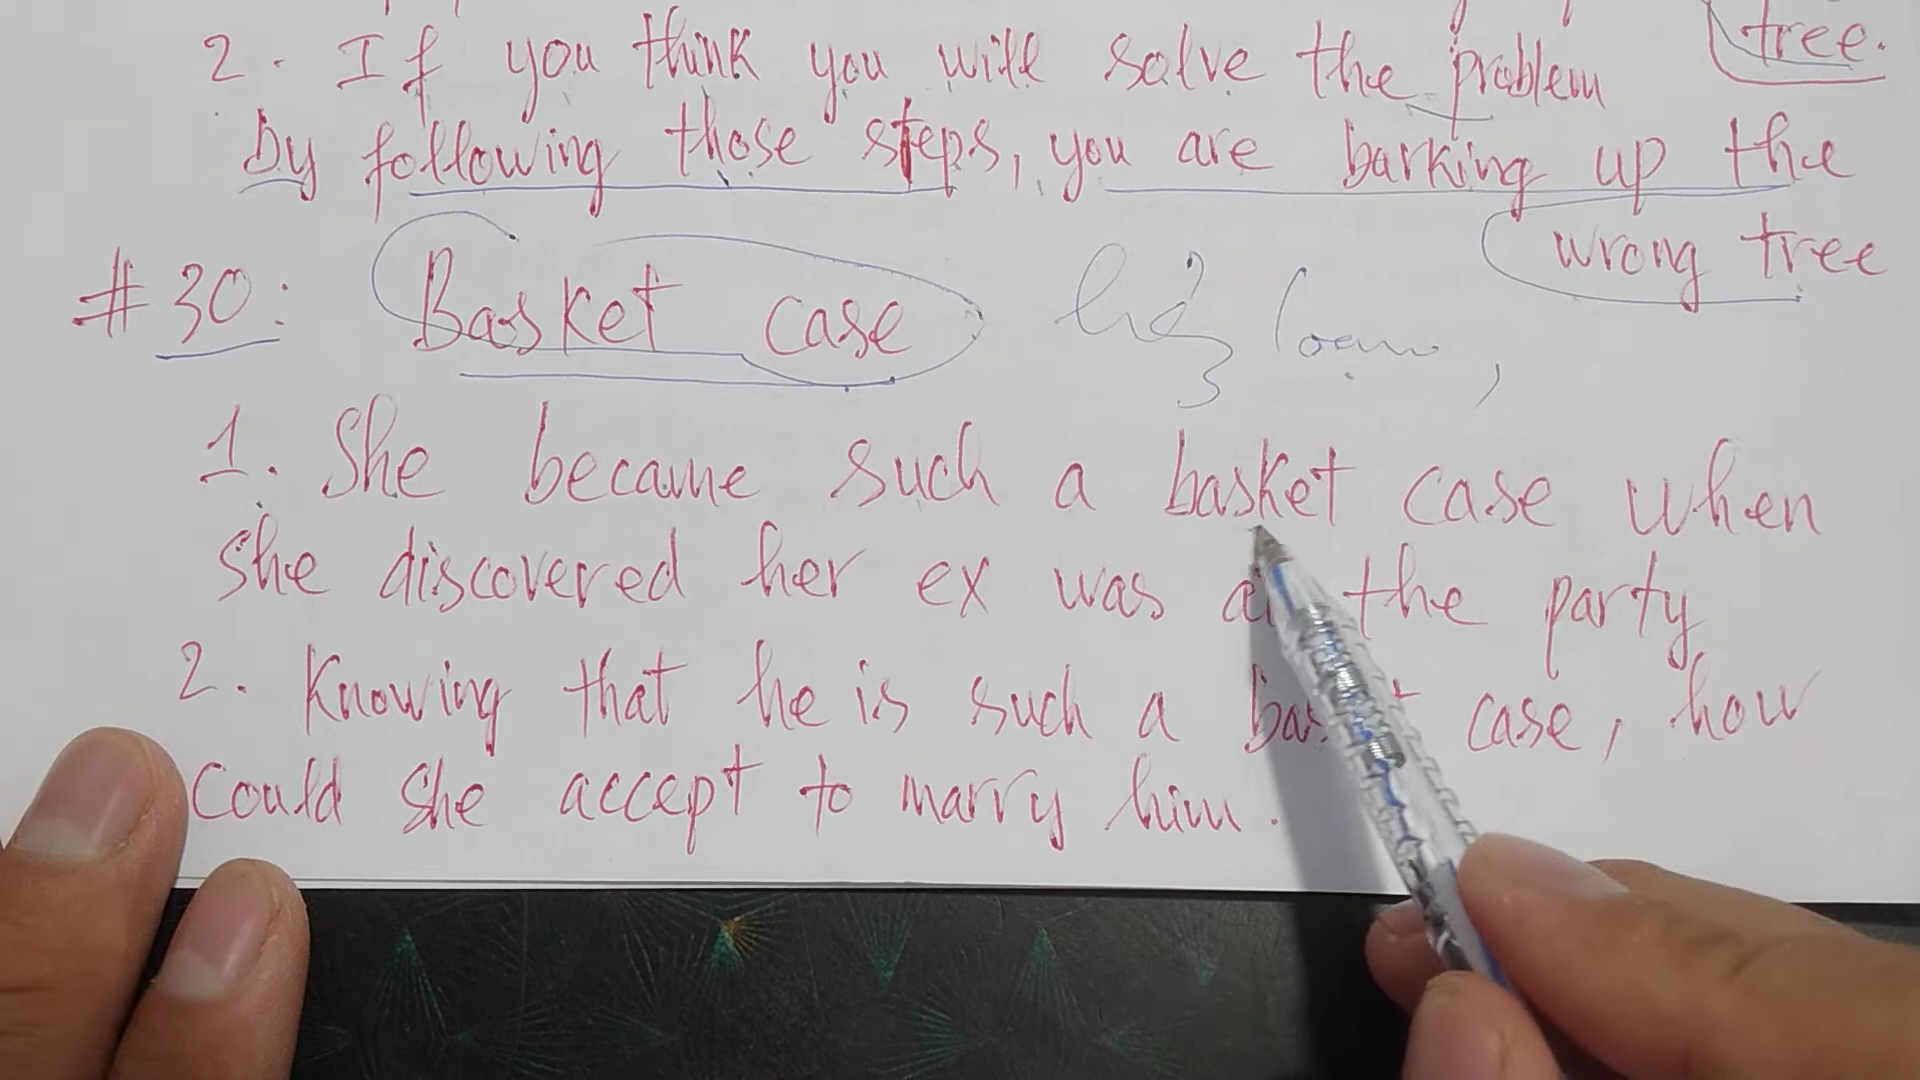 tree.
2. If you think you will solve the problem
by following those steps, you are barking up the
wrong tree
#30: Basket case
1. She became such a basket case when
she discovered her ex was the party
2. Knowing that he is such a case, how
could she accept to marry him.